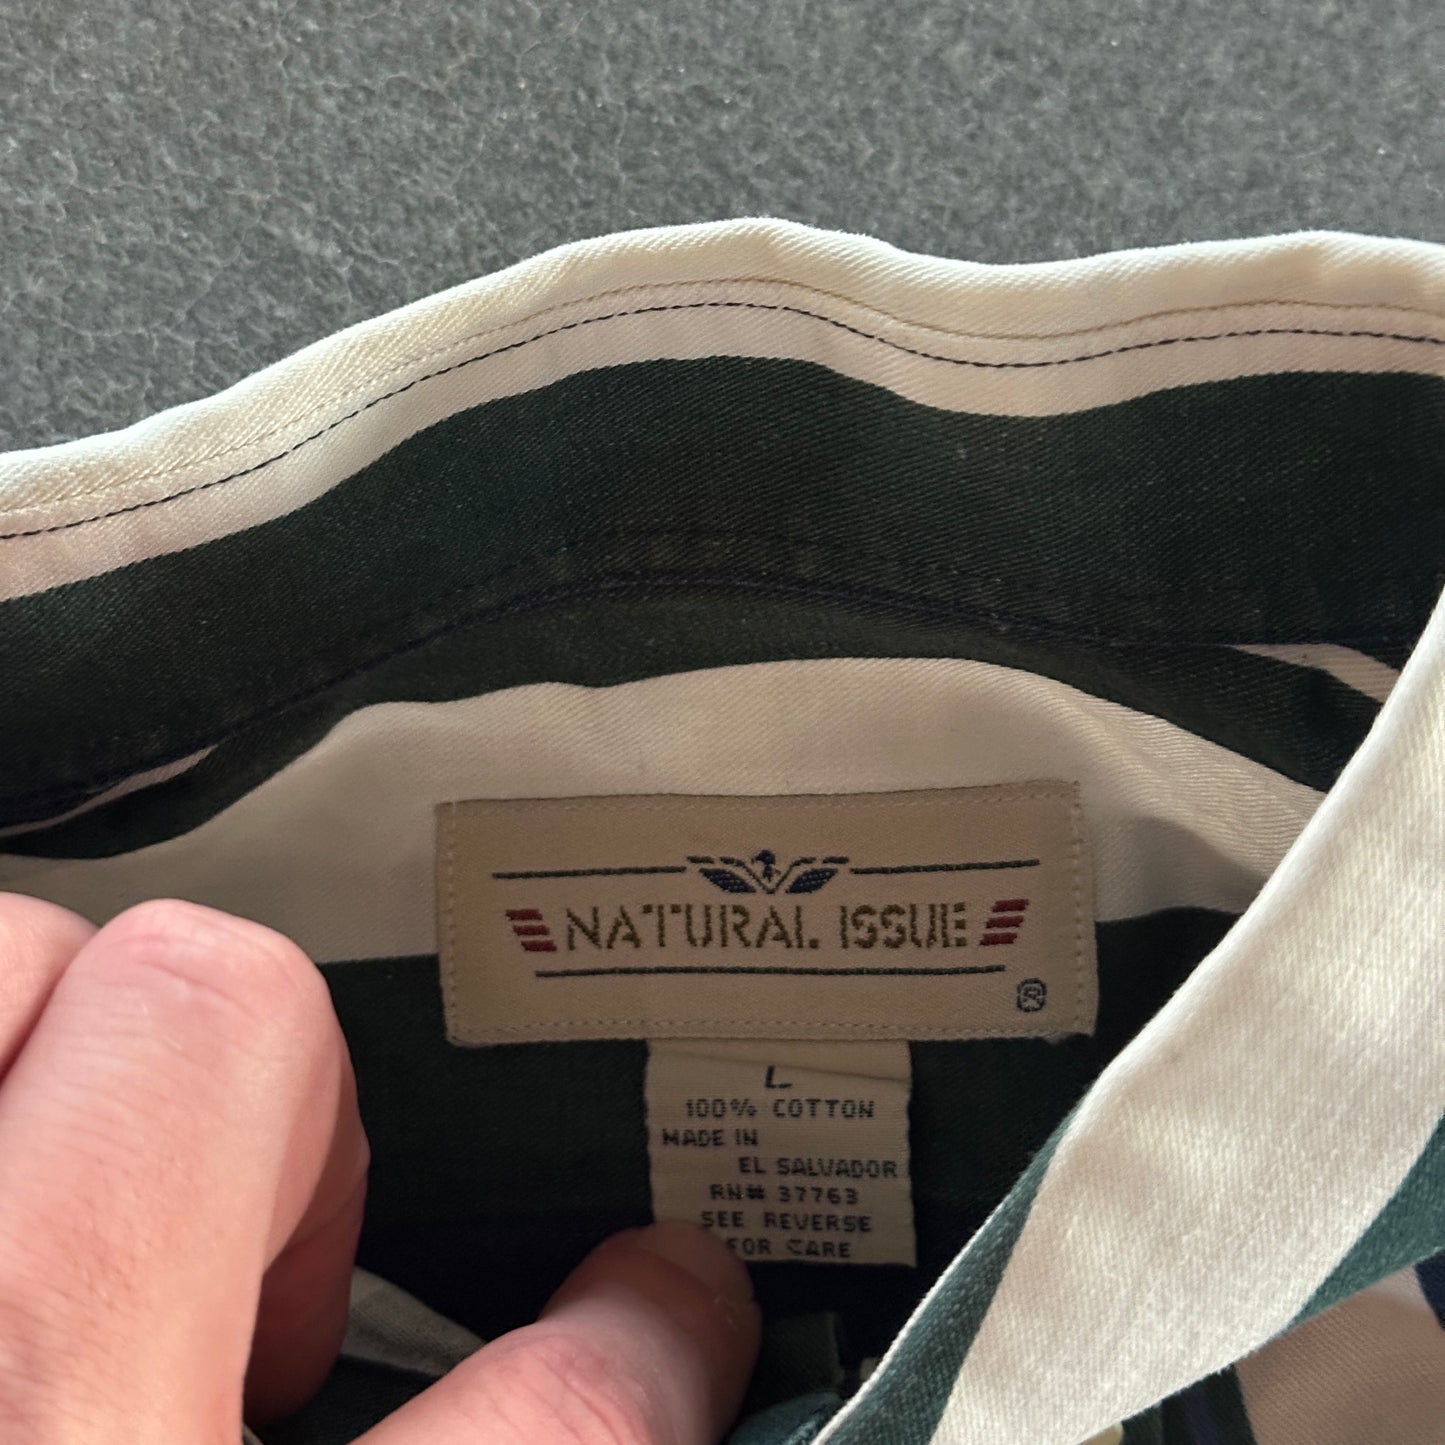 NATURAL ISSUE
®
L
100% COTTON
MADE IN
EL SALVADOR
RN# 37763
SEE REVERSE
FOR CARE